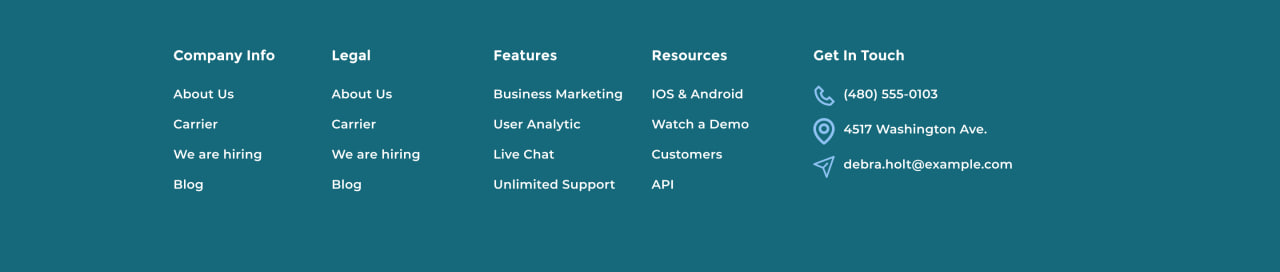 Company Info
About Us
Carrier
We are hiring
Blog
Legal
About Us
Carrier
We are hiring
Blog
Features
Business Marketing
User Analytic
Live Chat
Unlimited Support
Resources
IOS & Android
Watch a Demo
Customers
API
Get In Touch
(480) 555-0103
4517 Washington Ave.
debra.holt@example.com